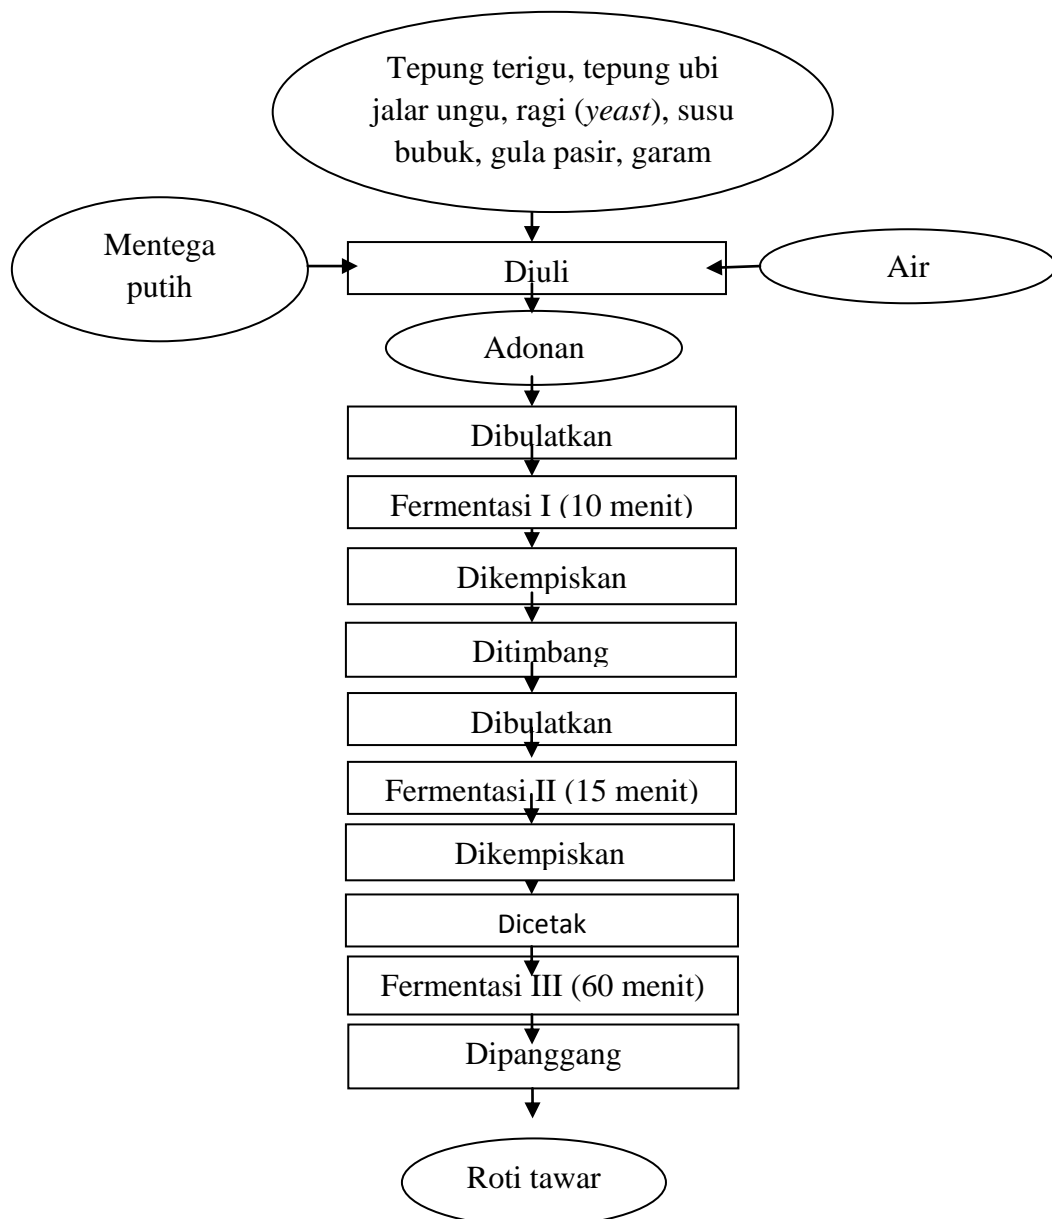 Tepung terigu, tepung ubi
jalar ungu, ragi (yeast), susu
bubuk, gula pasir, garam
Mentega
putih
Diuli
Air
Adonan
Dibulatkan
Fermentasi I (10 menit)
Dikempiskan
Ditimbang
Dibulatkan
Fermentasi II (15 menit)
Dikempiskan
Dicetak
Fermentasi III (60 menit)
Dipanggang
Roti tawar